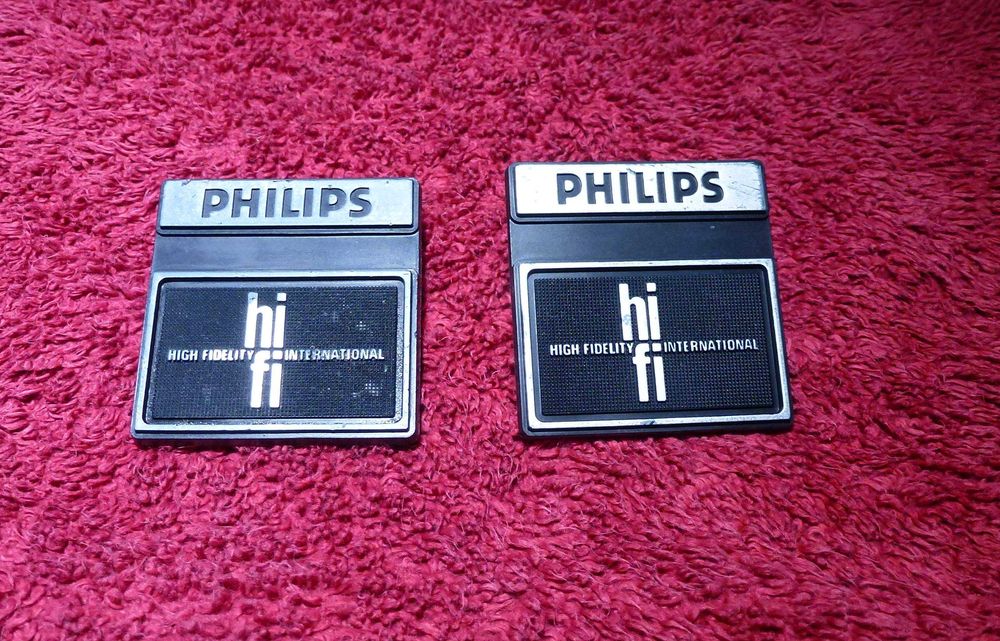 PHILIPS
hi
HIGH FIDELITY INTERNATIONAL
fi
PHILIPS
hi
HIGH FIDELITY INTERNATIONAL
fi